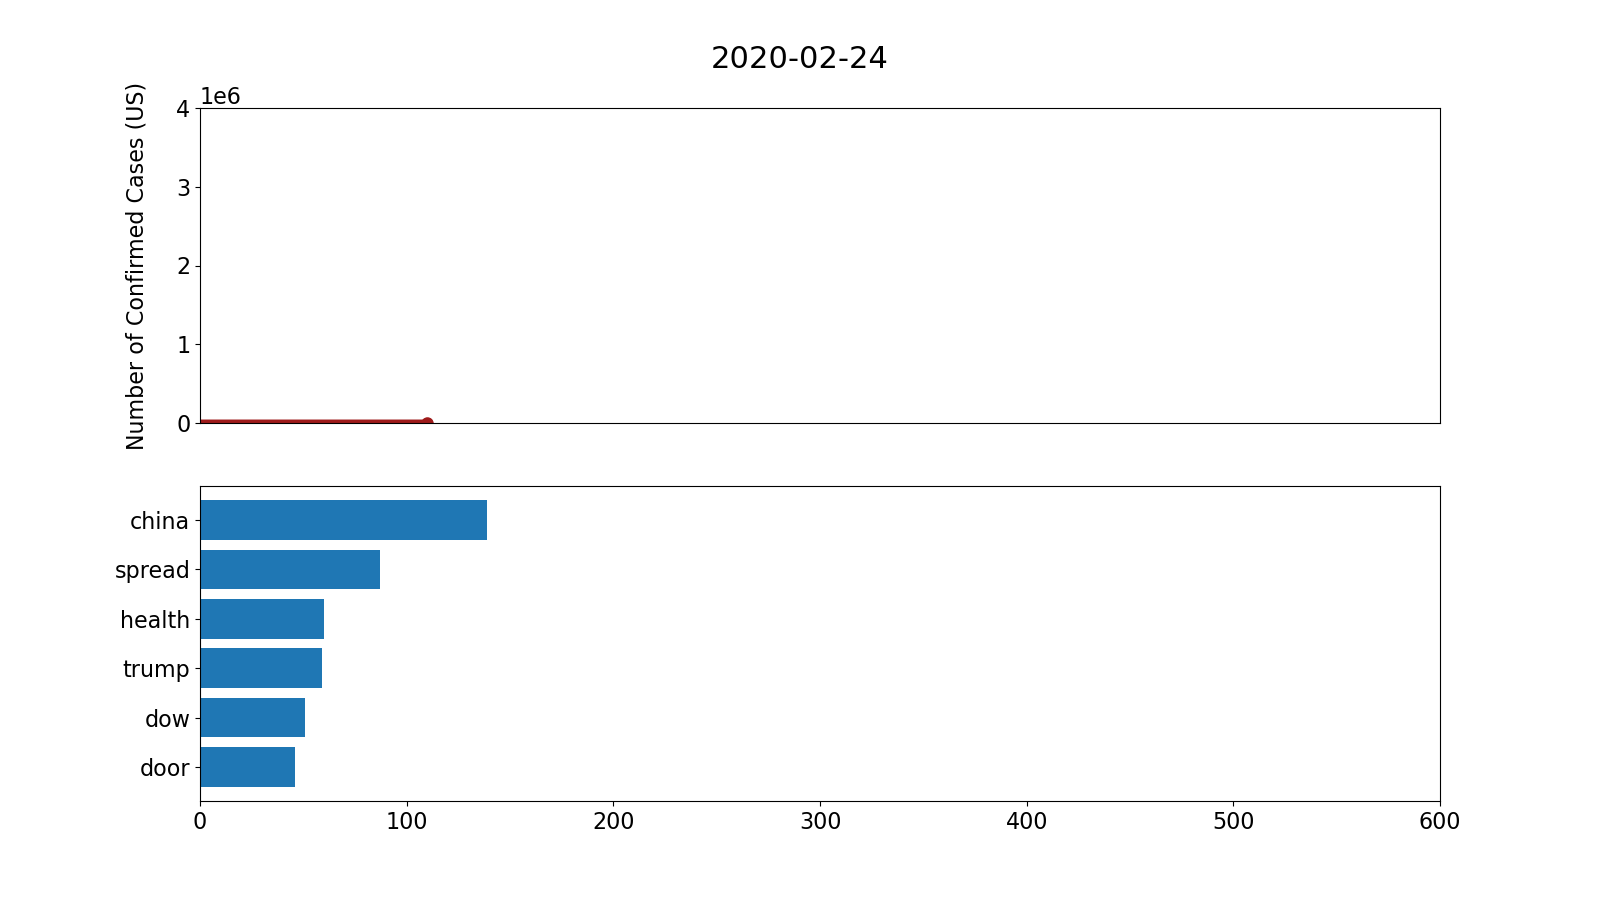 2020-02-24
1e6
Number of Confirmed Cases (US)
4
3
2
1
0
china
spread
health
trump
dow
door
0 100 200 300 400 500 600